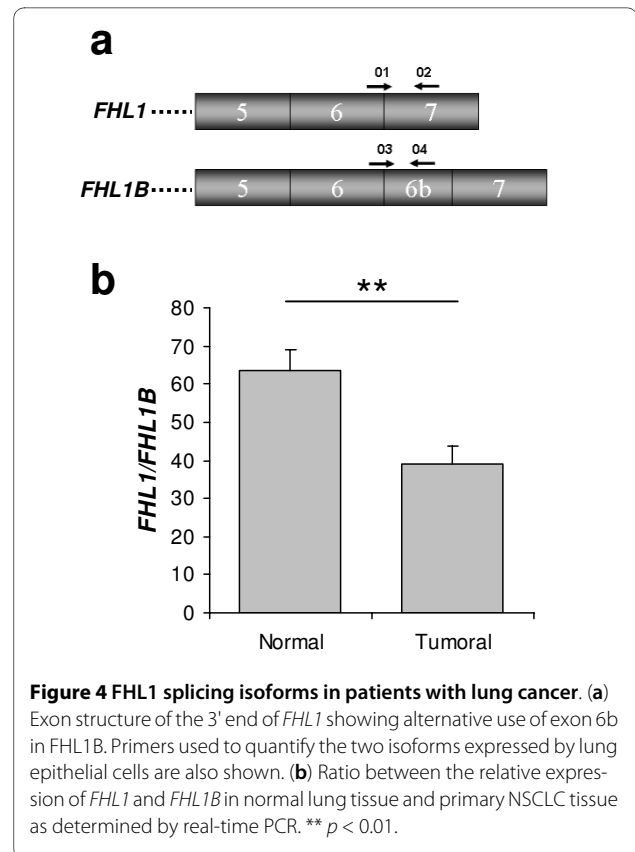 a
01 02
FHL1 5 6 7
03 04
FHL1B 5 6 6b 7
b
**
80
70
60
50
40
30
20
10
0
FHL1/FHL1B
Normal Tumoral
Figure 4 FHL1 splicing isoforms in patients with lung cancer. (a)
Exon structure of the 3' end of FHL1 showing alternative use of exon 6b
in FHL1B. Primers used to quantify the two isoforms expressed by lung
epithelial cells are also shown. (b) Ratio between the relative expres-
sion of FHL1 and FHL1B in normal lung tissue and primary NSCLC tissue
as determined by real-time PCR. ** p < 0.01.